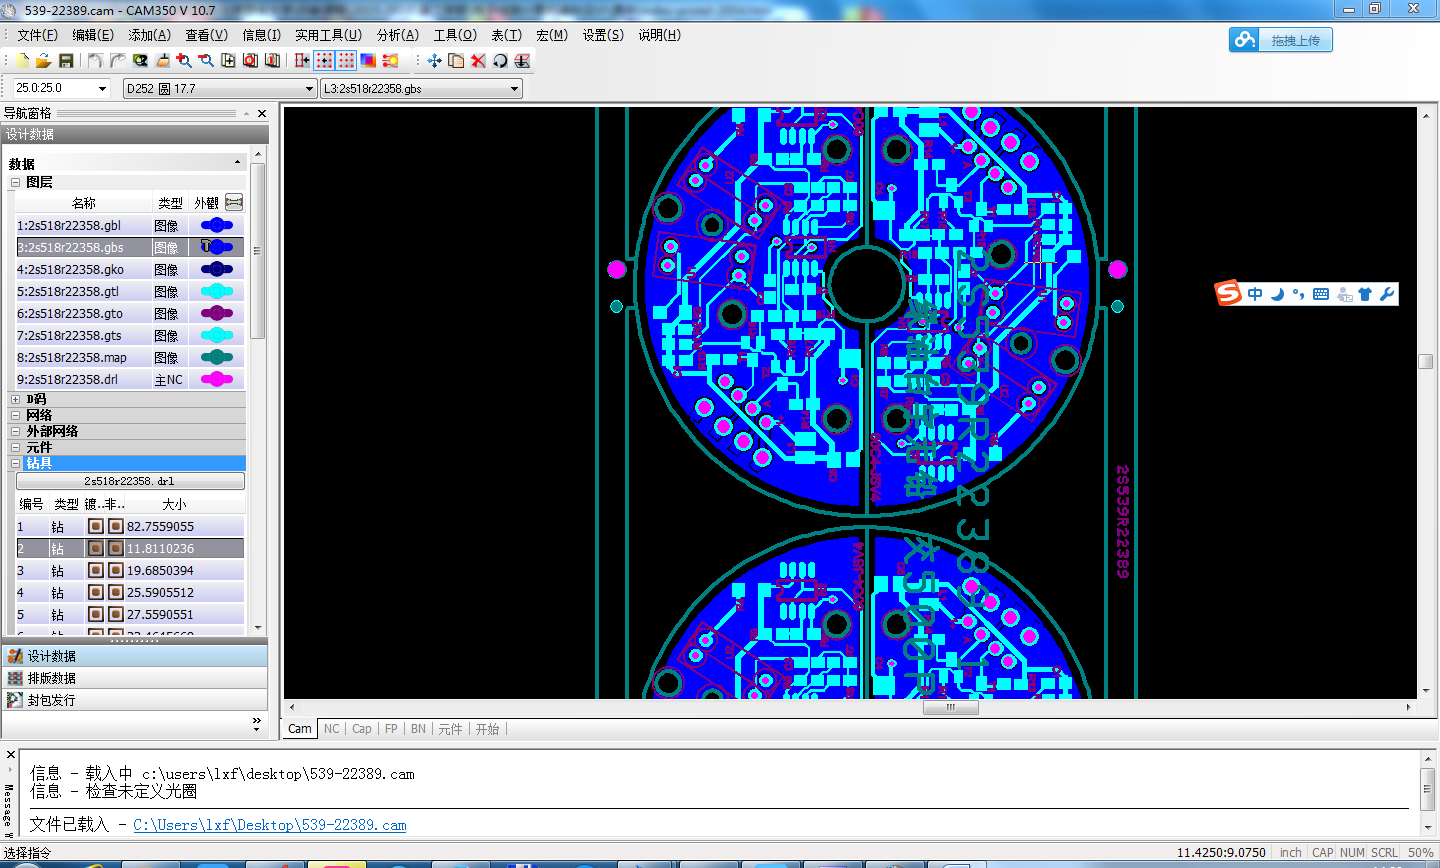 539-22389.cam - CAM350 V 10.7
文件(F) 编辑(E) 添加(A) 查看(V) 信息(I) 实用工具(U) 分析(A) 工具(O) 表(T) 宏(M) 设置(S) 说明(H)
拖拽上传
25.0:25.0 D252 圆 17.7 L3:2s518r22358.gbs
导航窗格
设计数据
数据
图层
名称 类型 外觀
1:2s518r22358.gbl 图像
3:2s518r22358.gbs 图像
4:2s518r22358.gko 图像
5:2s518r22358.gtl 图像
6:2s518r22358.gto 图像
7:2s518r22358.gts 图像
8:2s518r22358.map 图像
9:2s518r22358.drl 主NC
D码
网络
外部网络
元件
钻具
2s518r22358.drl
编号 类型 镀.. 非.. 大小
1 钻 82.7559055
2 钻 11.8110236
3 钻 19.6850394
4 钻 25.5905512
5 钻 27.5590551
设计数据
排版数据
封包发行
中
2S539R22389
Cam NC Cap FP BN 元件 开始
信息 - 载入中 c:\users\lxf\desktop\539-22389.cam
信息 - 检查未定义光圈
文件已载入 - C:\Users\lxf\Desktop\539-22389.cam
Message
选择指令
11.4250:9.0750 inch CAP NUM SCRL 50%